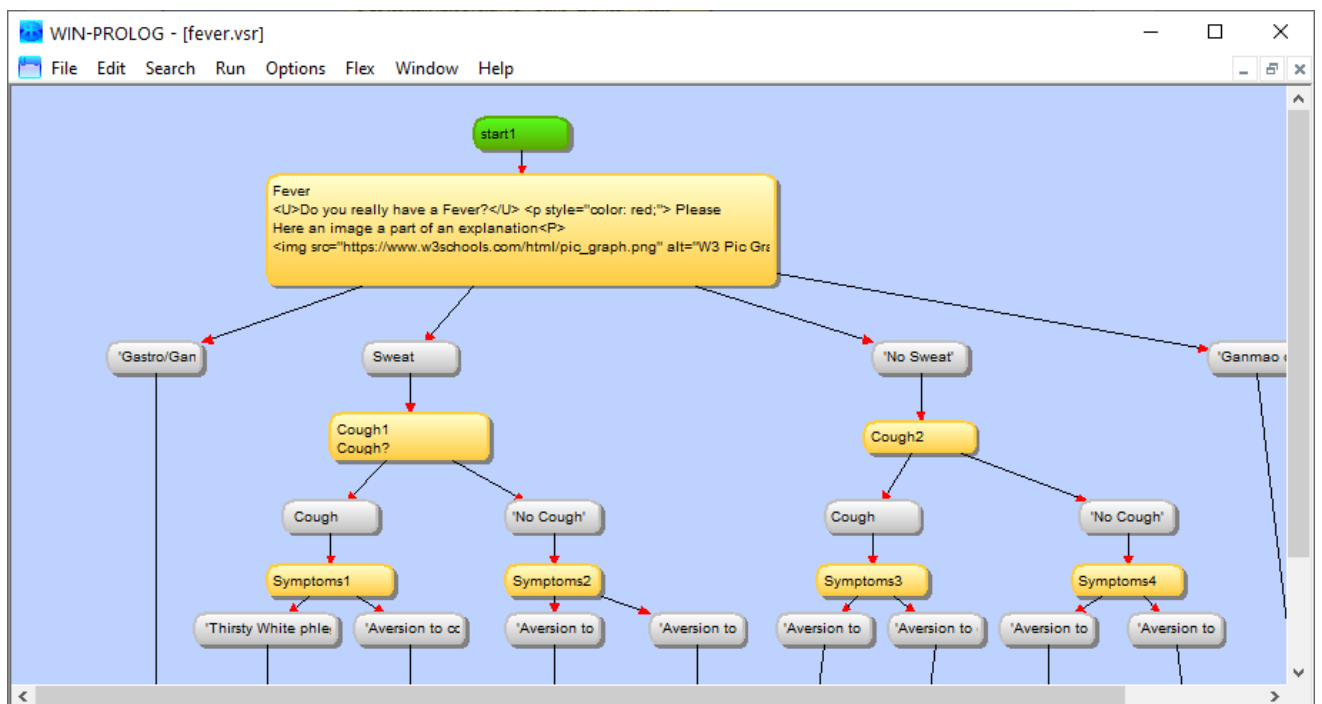 WIN-PROLOG - [fever.vsr]
File Edit Search Run Options Flex Window Help
start1
Fever
<U>Do you really have a Fever?</U> <p style="color: red;"> Please
Here an image a part of an explanation<P>
<img src="https://www.w3schools.com/html/pic_graph.png" alt="W3 Pic Gra
'Gastro/Gan
Sweat
'No Sweat'
'Ganmao
Cough1
Cough?
Cough2
Cough
'No Cough'
Cough
'No Cough'
Symptoms1
Symptoms2
Symptoms3
Symptoms4
'Thirsty White phle
'Aversion to
'Aversion to
'Aversion to
'Aversion to
'Aversion to
'Aversion to
'Aversion to